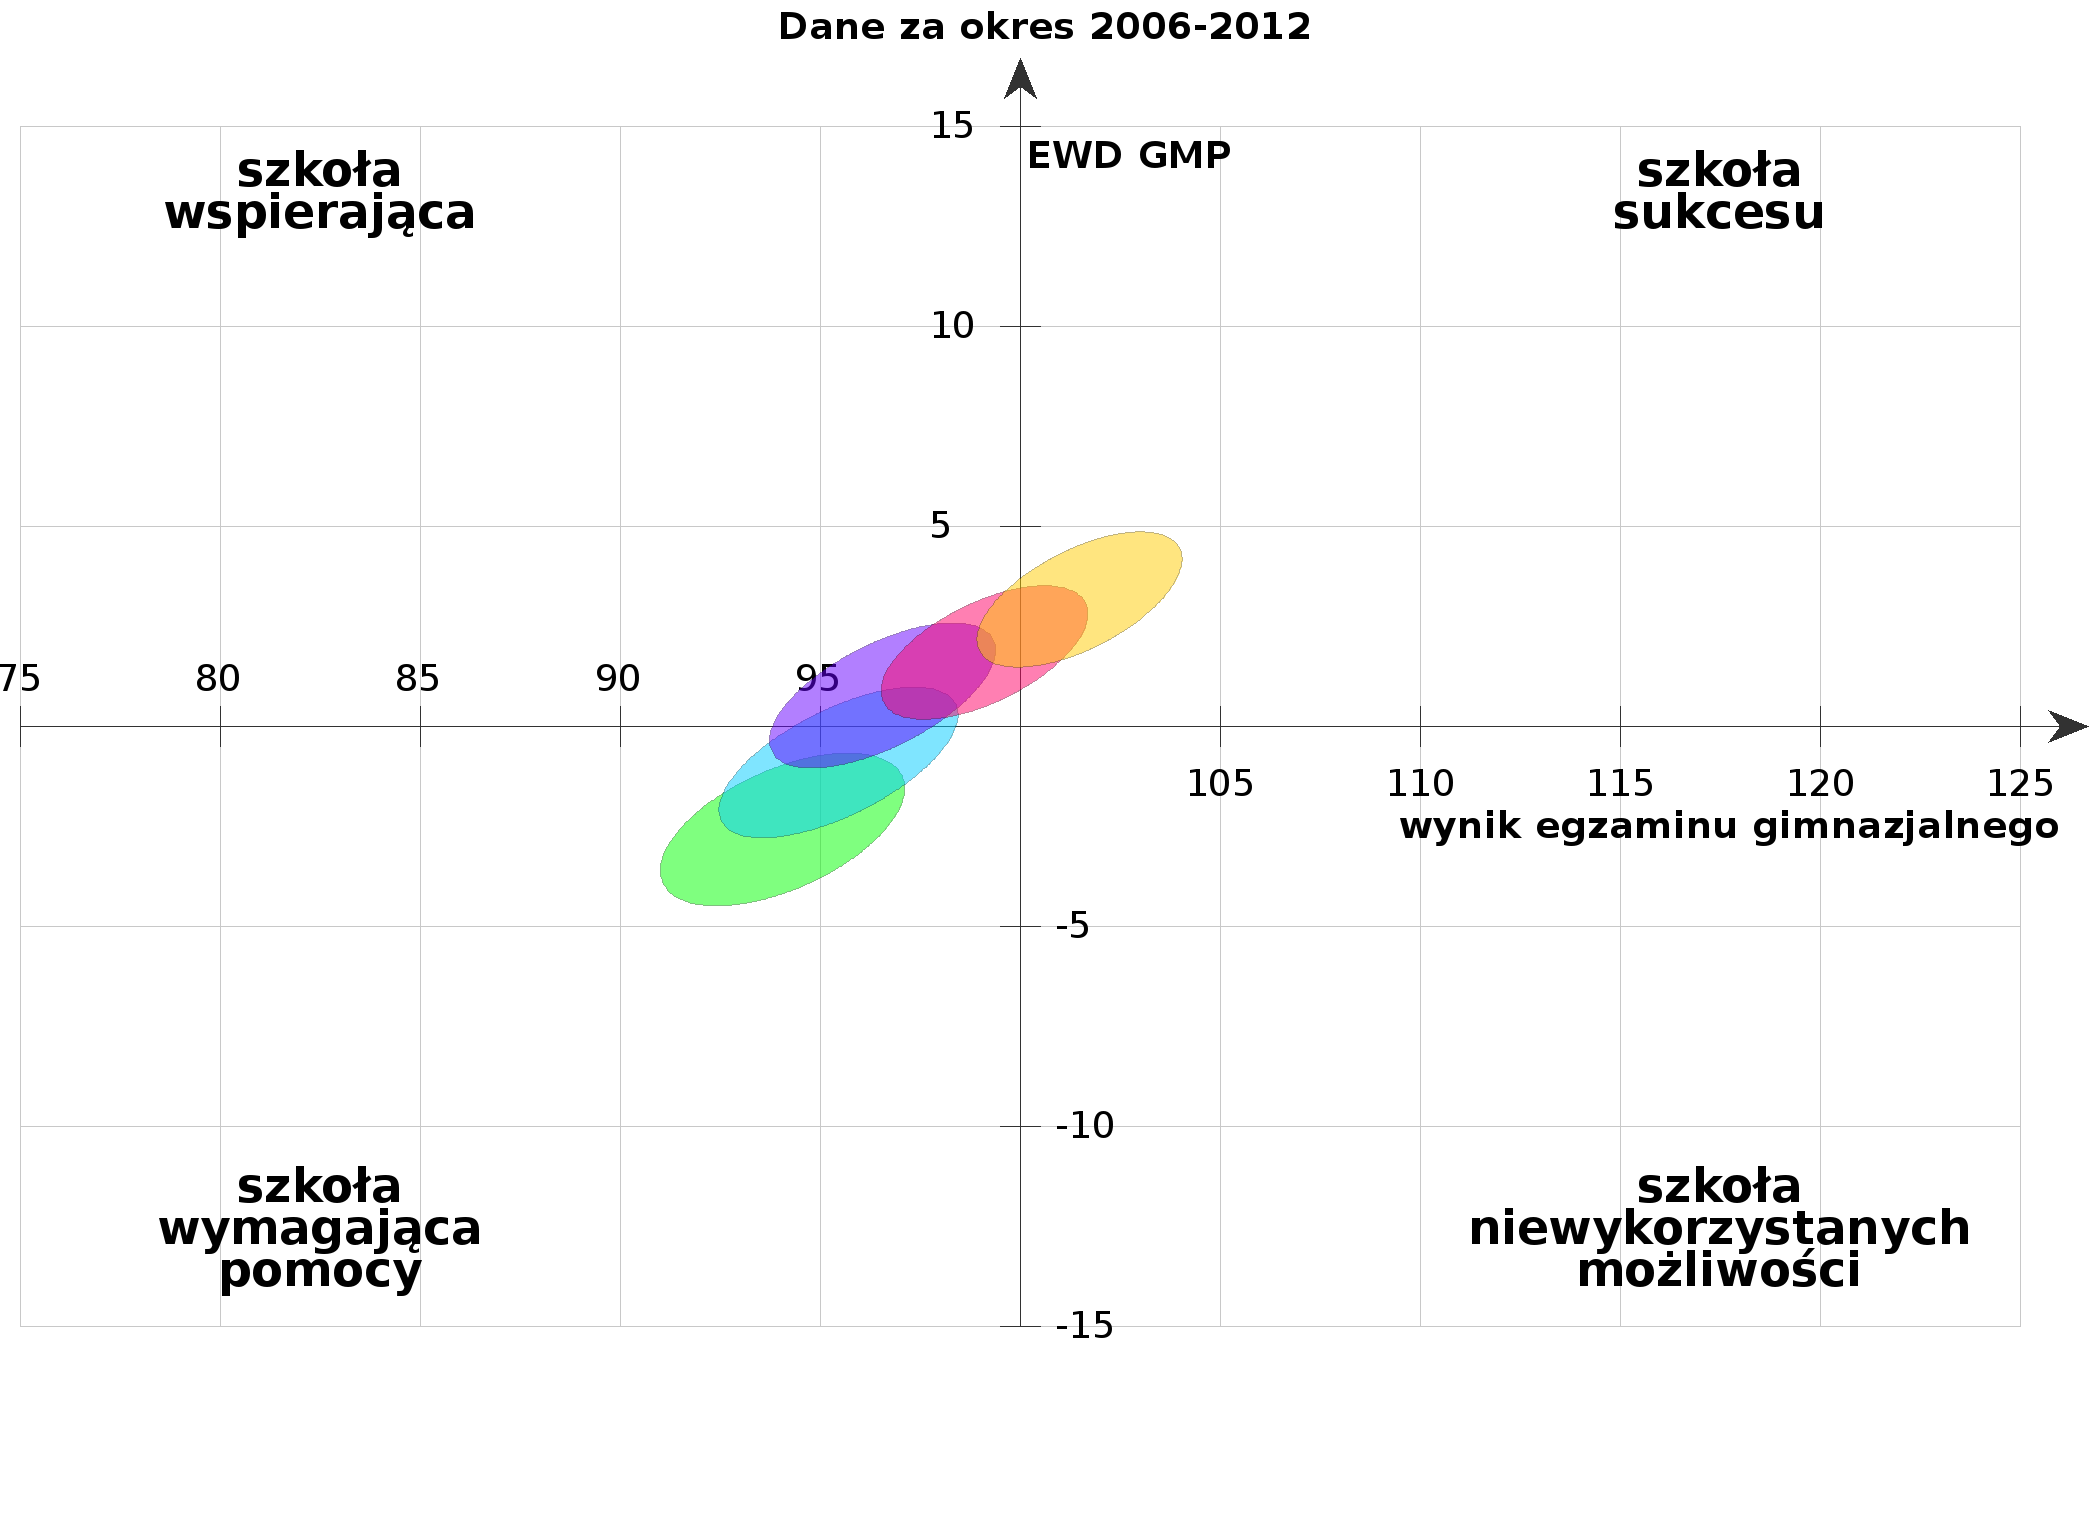 Dane za okres 2006-2012
15
EWD GMP
szkoła
wspierająca
szkoła
sukcesu
10
5
75
80
85
90
95
105
110
115
120
125
wynik egzaminu gimnazjalnego
-5
-10
szkoła
wymagająca
pomocy
szkoła
niewykorzystanych
możliwości
-15